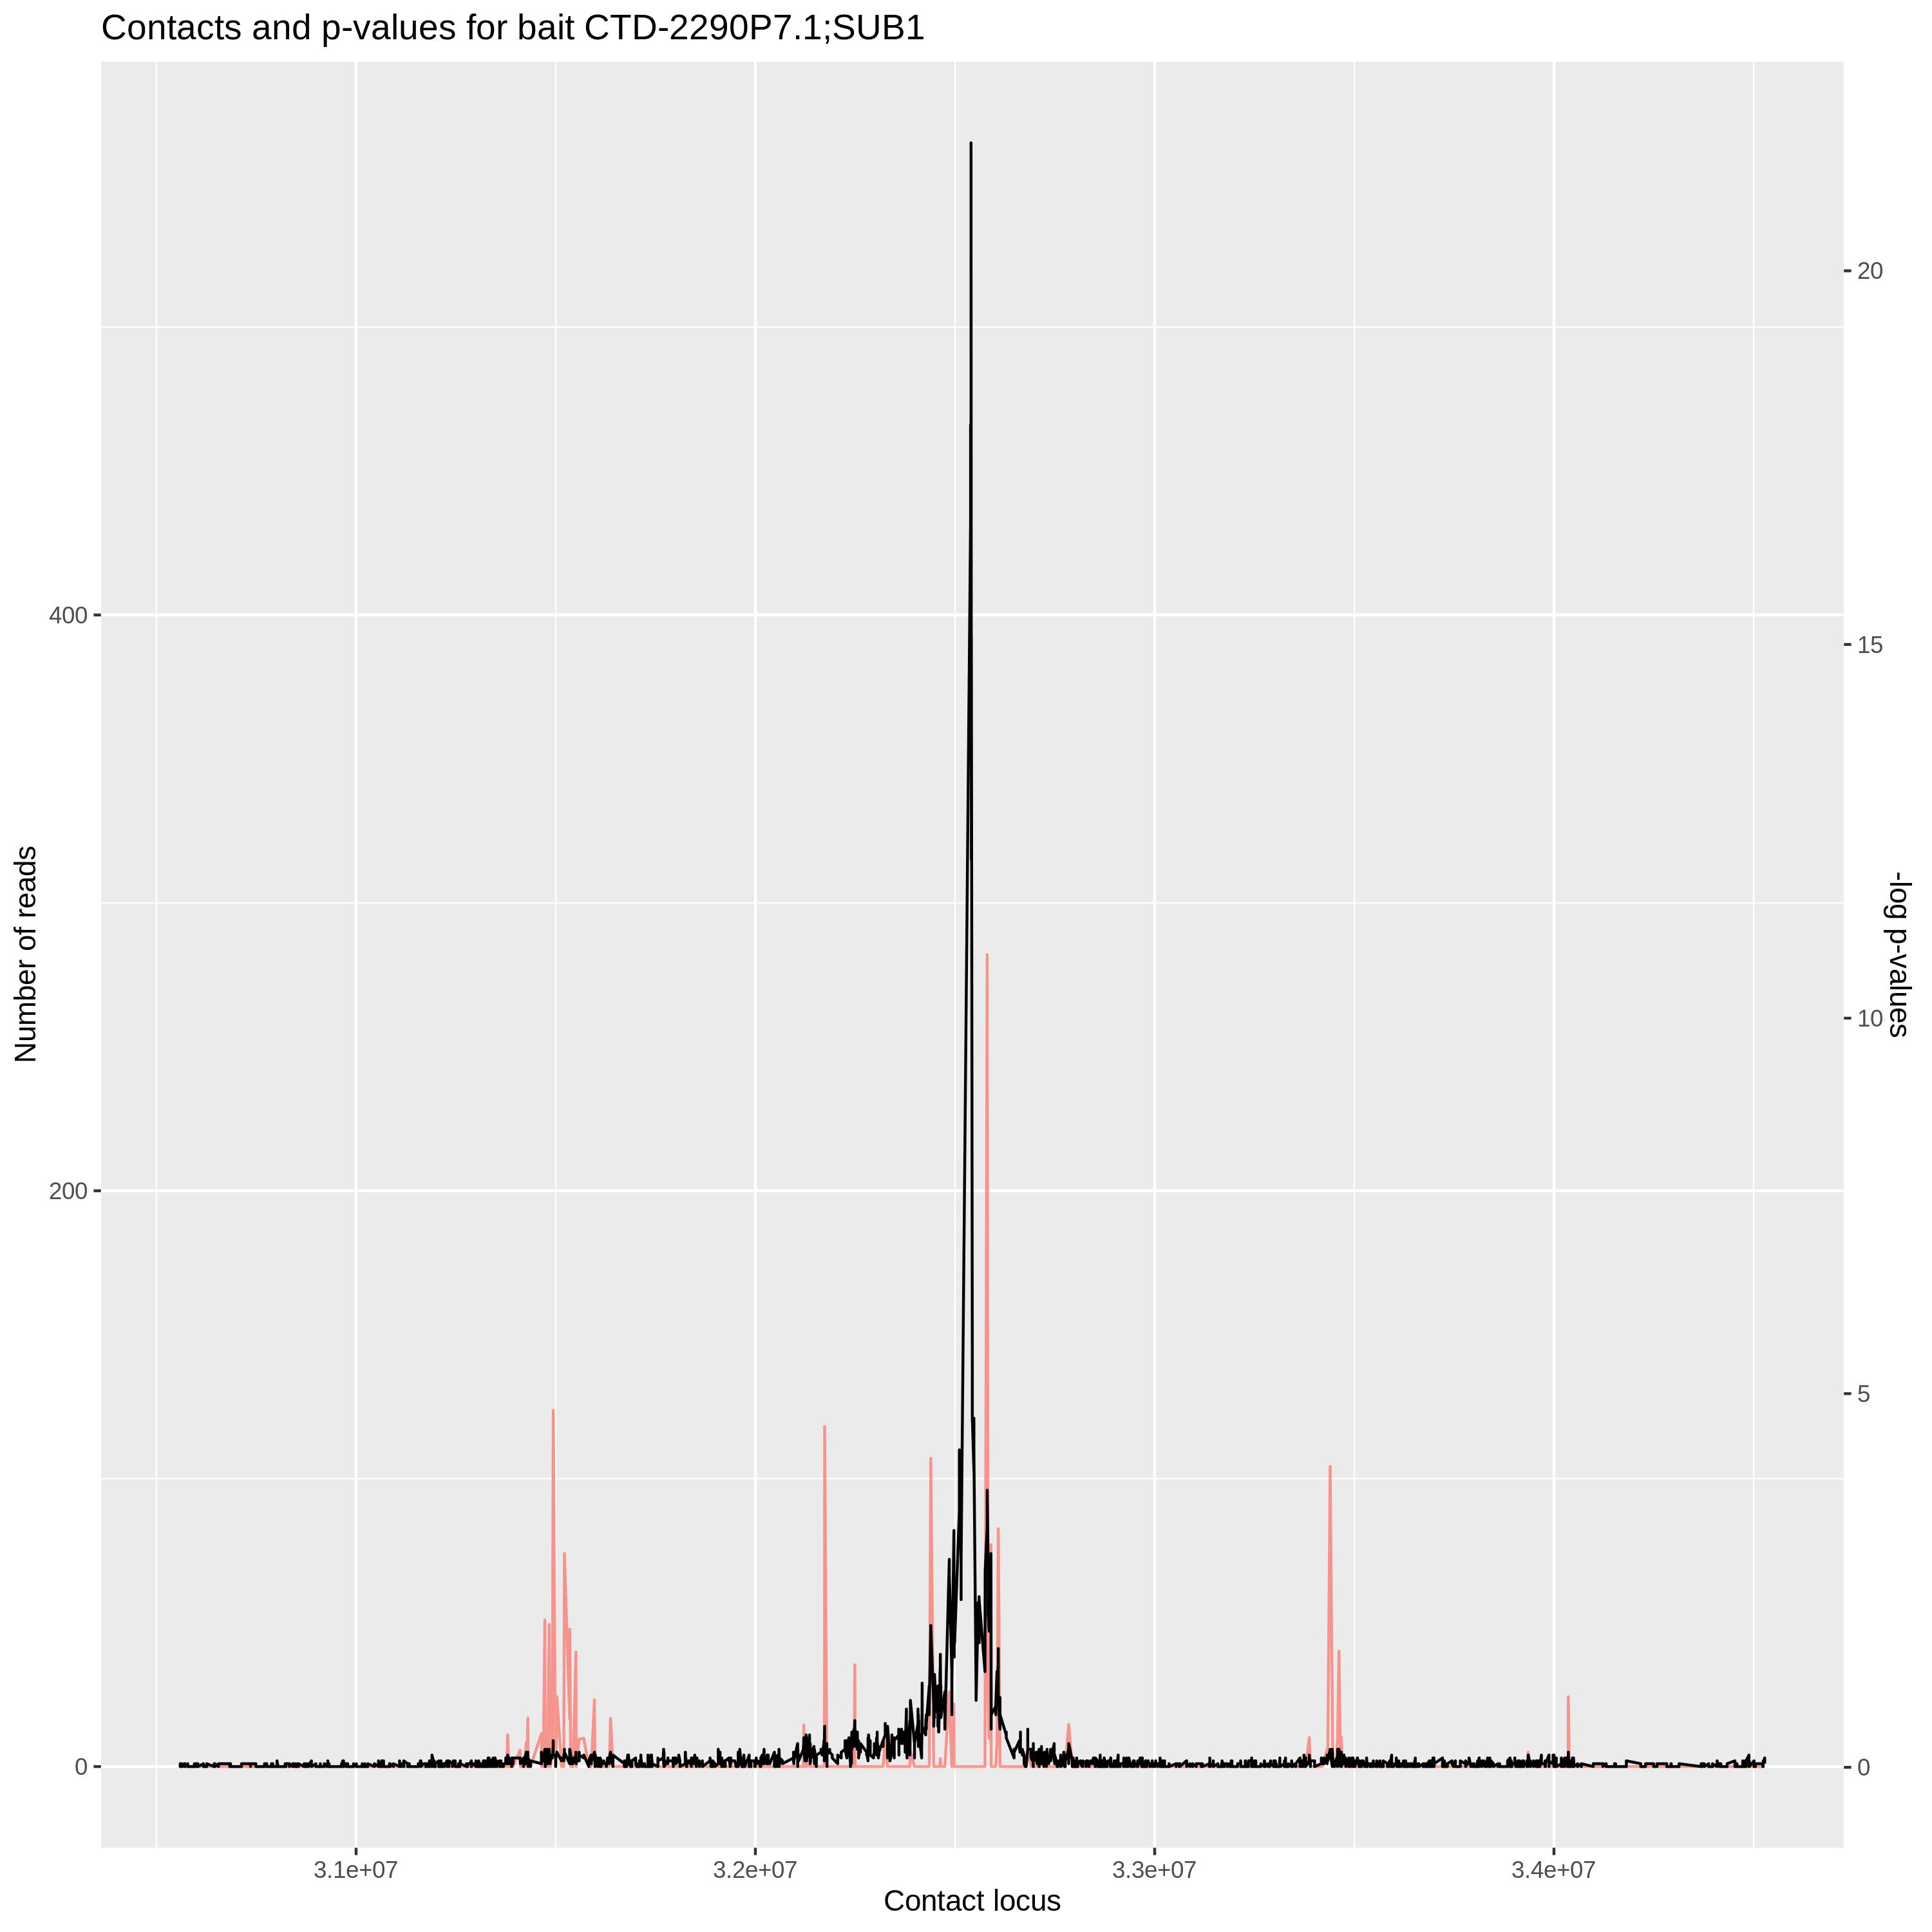 Contacts and p-values for bait CTD-2290P7.1;SUB1
Number of reads
400
200
0
20
15
10
5
0
-log p-values
3.1e+07
3.2e+07
3.3e+07
3.4e+07
Contact locus